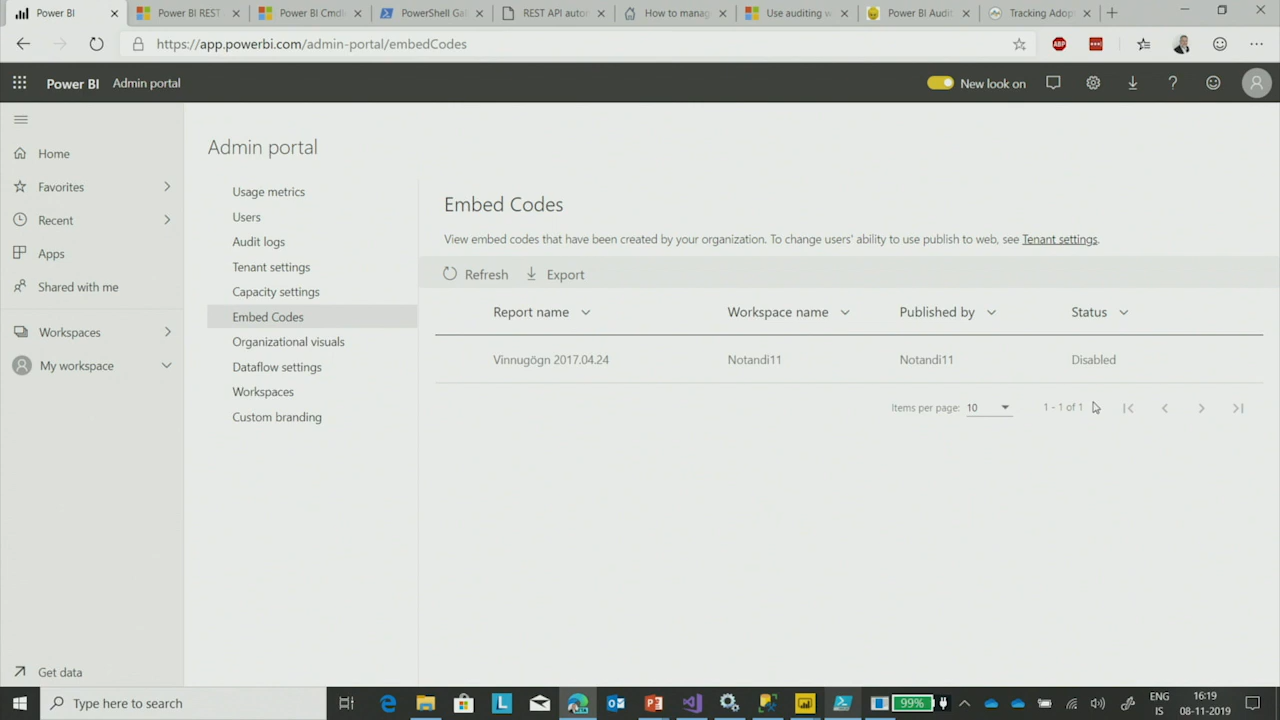 Power BI
Power BI REST
Power BI Cmdl
PowerShell Gal
REST API autor
How to manag
Use auditing w
Power BI Audit
Tracking Adop
https://app.powerbi.com/admin-portal/embedCodes
ABP
Power BI Admin portal
New look on
Home
Favorites
Recent
Apps
Shared with me
Workspaces
My workspace
Get data
Admin portal
Usage metrics
Users
Audit logs
Tenant settings
Capacity settings
Embed Codes
Organizational visuals
Dataflow settings
Workspaces
Custom branding
Embed Codes
View embed codes that have been created by your organization. To change users' ability to use publish to web, see Tenant settings.
Refresh Export
Report name Workspace name Published by Status
Vinnugögn 2017.04.24 Notandi11 Notandi11 Disabled
Items per page: 10 1 - 1 of 1
Type here to search
99%
ENG
IS
16:19
08-11-2019